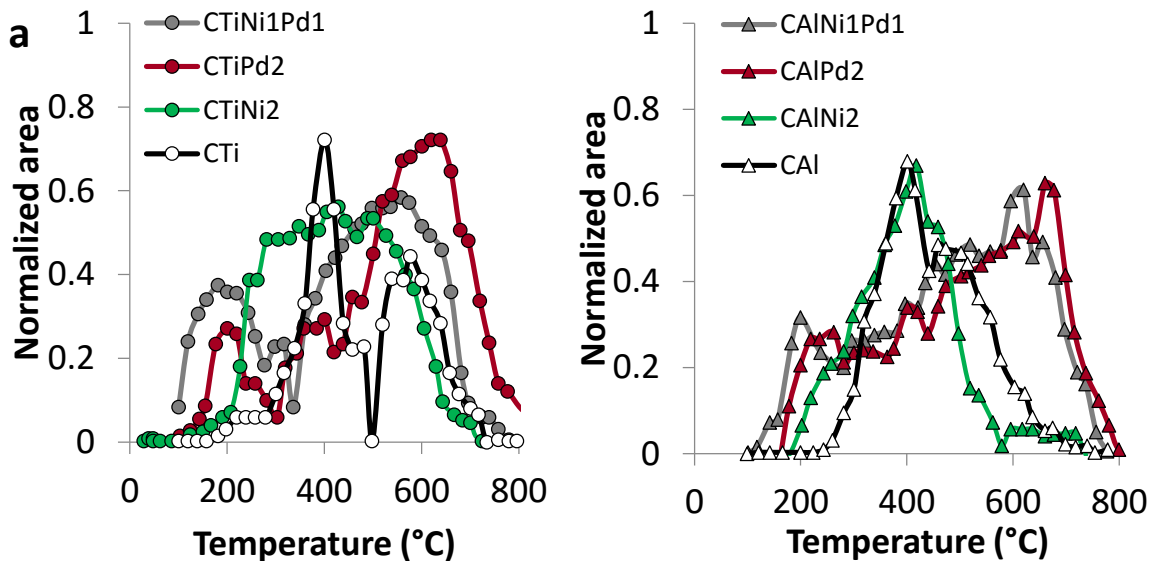 a
CTiNi1Pd1
CTiPd2
CTiNi2
CTi
Normalized area
1
0.8
0.6
0.4
0.2
0
0 200 400 600 800
Temperature (°C)
CAlNi1Pd1
CAlPd2
CAlNi2
CAl
Normalized area
1
0.8
0.6
0.4
0.2
0
0 200 400 600 800
Temperature (°C)